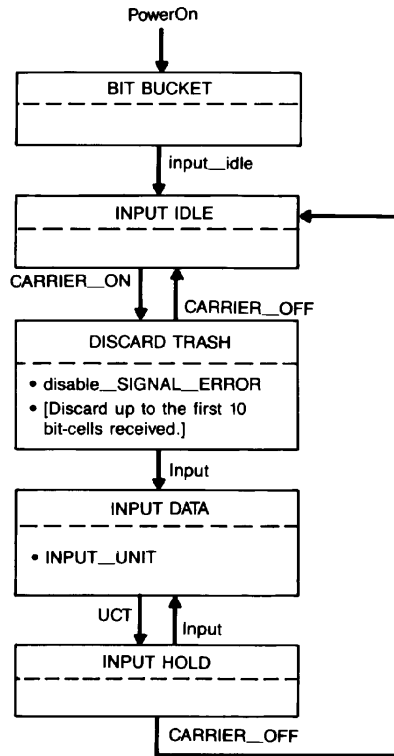 PowerOn
BIT BUCKET
input__idle
INPUT IDLE
CARRIER__ON
CARRIER__OFF
DISCARD TRASH
• disable__SIGNAL__ERROR
• [Discard up to the first 10
bit-cells received.]
Input
INPUT DATA
• INPUT__UNIT
UCT
Input
INPUT HOLD
CARRIER__OFF